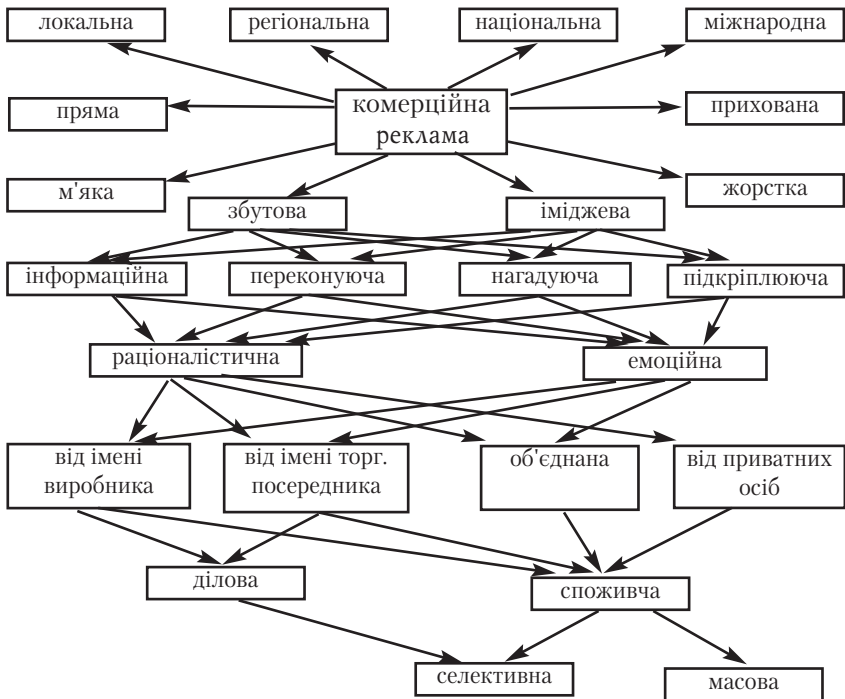 локальна
регіональна
національна
міжнародна
комерційна
реклама
пряма
прихована
м'яка
жорстка
збутова
іміджева
інформаційна
переконуюча
нагадуюча
підкріплююча
раціоналістична
емоційна
від імені
виробника
від імені торг.
посередника
об'єднана
від приватних
осіб
ділова
споживча
селективна
масова